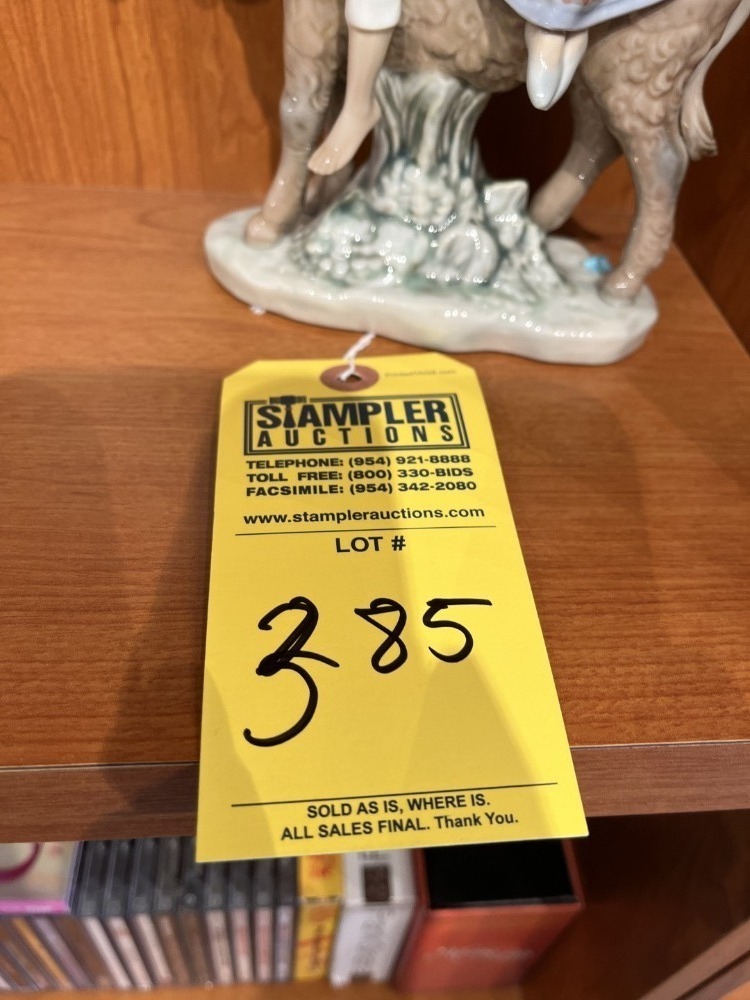 STAMPLER
AUCTIONS
TELEPHONE: (954) 921-8888
TOLL FREE: (800) 330-BIDS
FACSIMILE: (954) 342-2080
www.stamplerauctions.com
LOT #
385
SOLD AS IS, WHERE IS.
ALL SALES FINAL. Thank You.